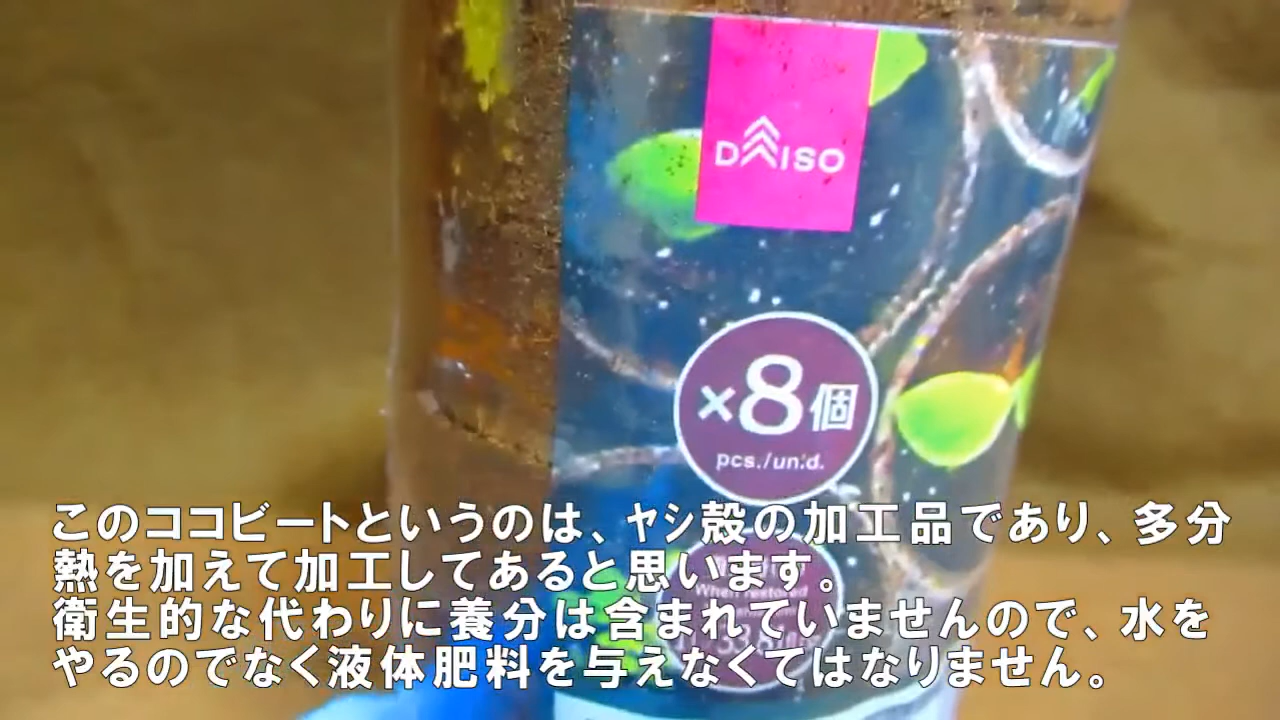 DAISO
×8個
pcs./un.d.
When restored
このココビートというのは、ヤシ殻の加工品であり、多分
熱を加えて加工してあると思います。
衛生的な代わりに養分は含まれていませんので、水を
やるのでなく液体肥料を与えなくてはなりません。